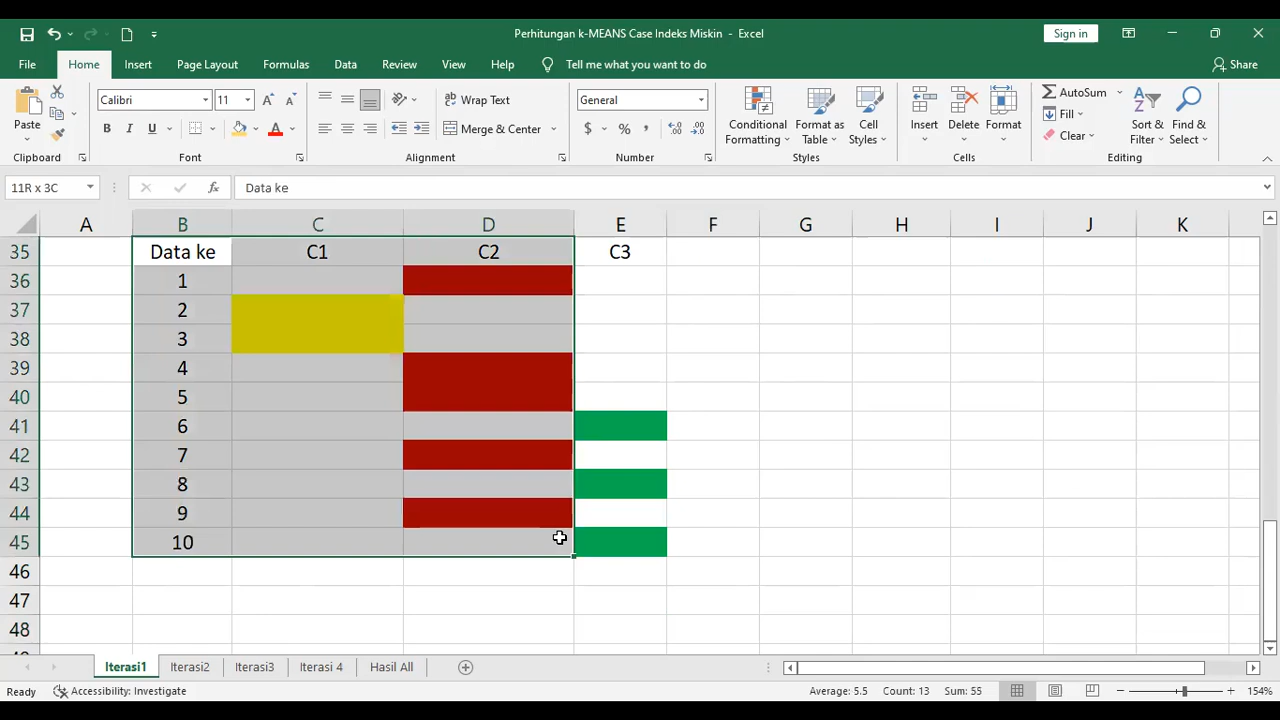 Perhitungan k-MEANS Case Indeks Miskin - Excel
Sign in
File Home Insert Page Layout Formulas Data Review View Help Tell me what you want to do Share
Paste
Calibri 11
B I U A
Wrap Text
Merge & Center
General
$ %
Conditional Formatting
Format as Table
Cell Styles
Insert Delete Format
AutoSum
Fill
Clear
Sort & Filter
Find & Select
Clipboard Font Alignment Number Styles Cells Editing
11R x 3C fx Data ke
A B C D E F G H I J K
35 Data ke C1 C2 C3
36 1
37 2
38 3
39 4
40 5
41 6
42 7
43 8
44 9
45 10
46
47
48
Iterasi1 Iterasi2 Iterasi3 Iterasi 4 Hasil All
Ready Accessibility: Investigate Average: 5.5 Count: 13 Sum: 55 154%